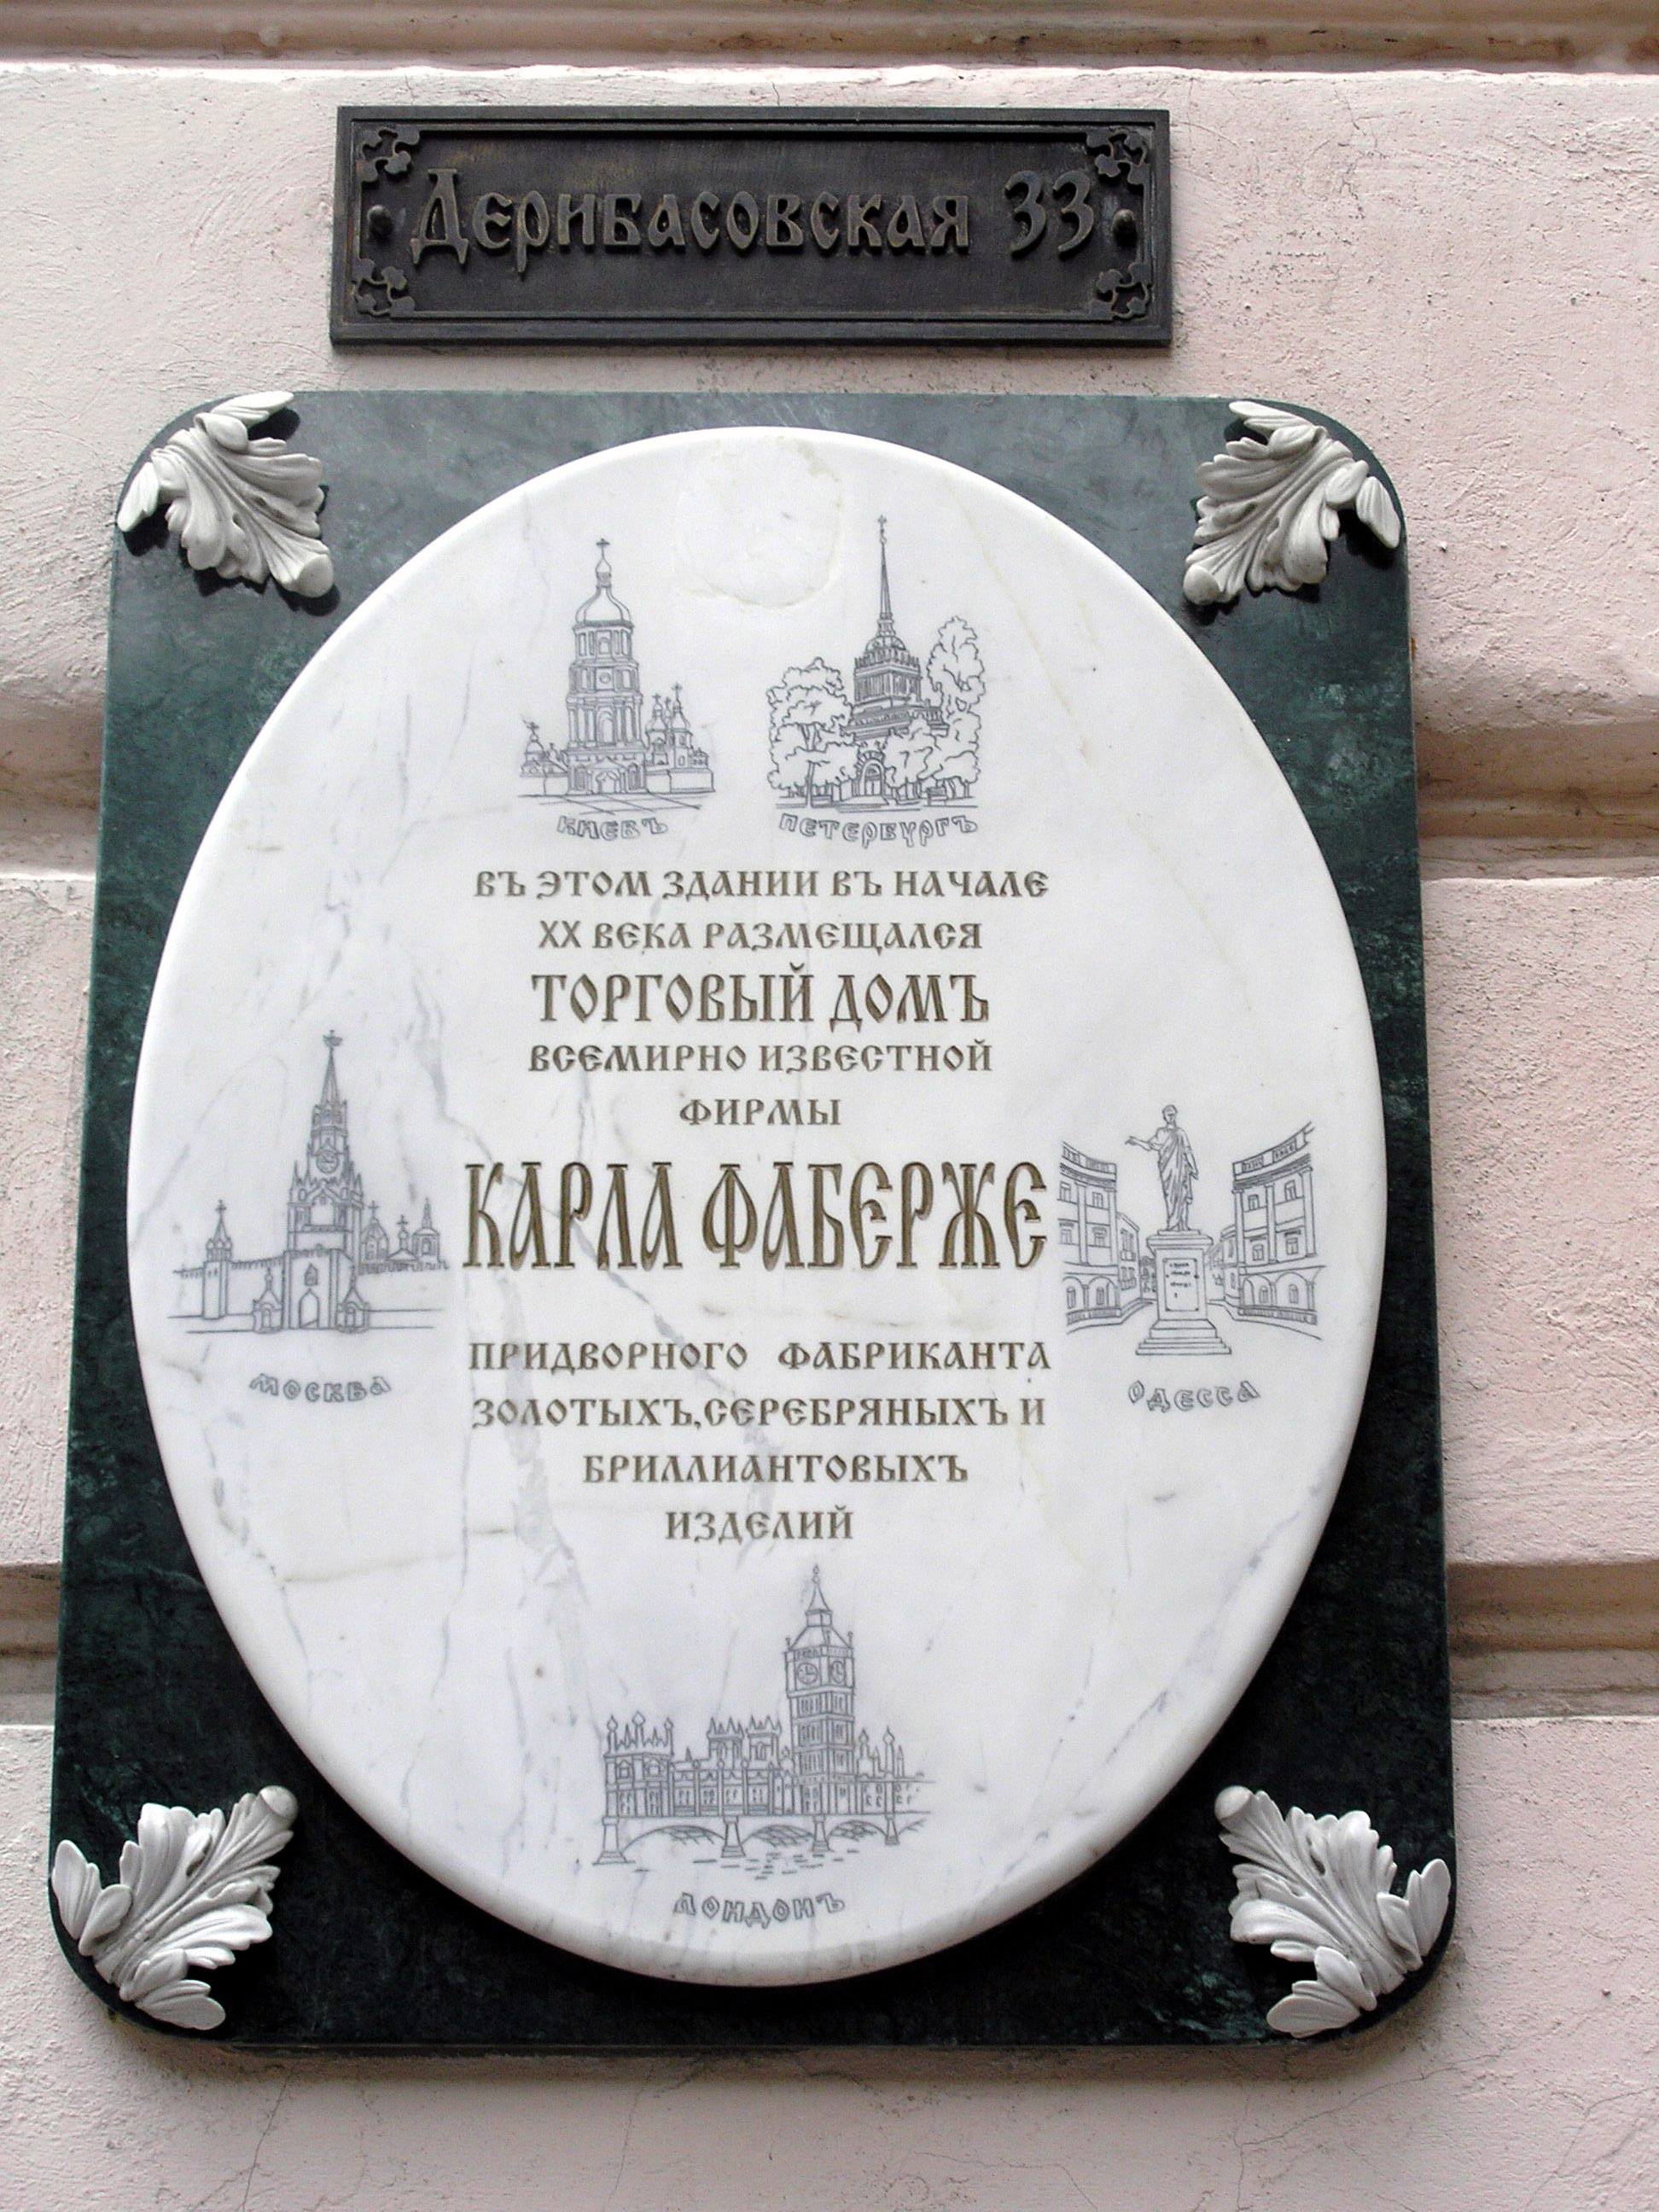 Дерибасовская 33
КИЕВЪ ПЕТЕРБУРГЪ
ВЪ ЭТОМ ЗДАНИИ ВЪ НАЧАЛЕ
XX ВЕКА РАЗМЕЩАЛСЯ
ТОРГОВЫЙ ДОМЪ
ВСЕМИРНО ИЗВЕСТНОЙ
ФИРМЫ
КАРЛА ФАБЕРЖЕ
ПРИДВОРНОГО ФАБРИКАНТА
ЗОЛОТЫХЪ,СЕРЕБРЯНЫХЪ И
БРИЛЛИАНТОВЫХЪ
ИЗДЕЛИЙ
МОСКВА
ОДЕССА
ЛОНДОНЪ